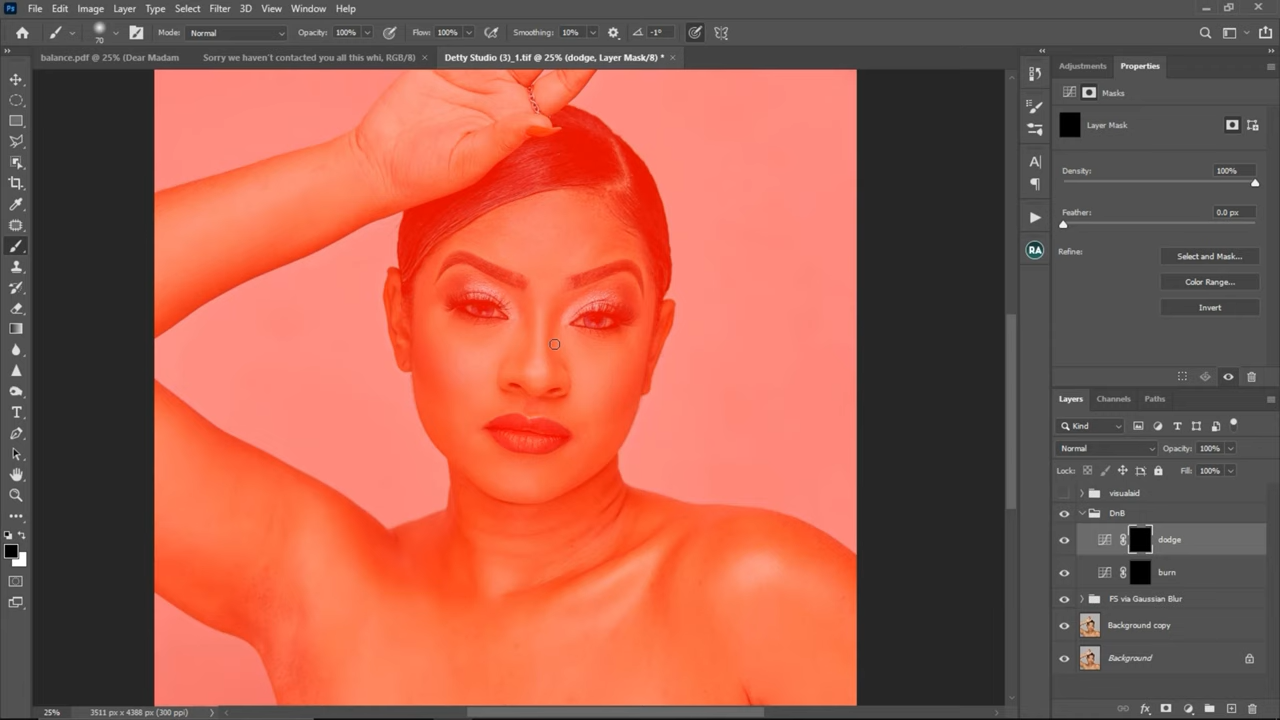 Ps File Edit Image Layer Type Select Filter 3D View Window Help
70 Mode: Normal Opacity: 100% Flow: 100% Smoothing: 10% -1°
balance.pdf @ 25% (Dear Madam Sorry we haven't contacted you all this whi, RGB/8) × Detty Studio (3)_1.tif @ 25% (dodge, Layer Mask/8) * ×
Adjustments Properties
Masks
Layer Mask
Density: 100%
Feather: 0.0 px
Refine: Select and Mask...
Color Range...
Invert
RA
Layers Channels Paths
Kind
Normal Opacity: 100%
Lock: Fill: 100%
visualaid
DnB
dodge
burn
FS via Gaussian Blur
Background copy
Background
25% 3511 px x 4388 px (300 ppi)